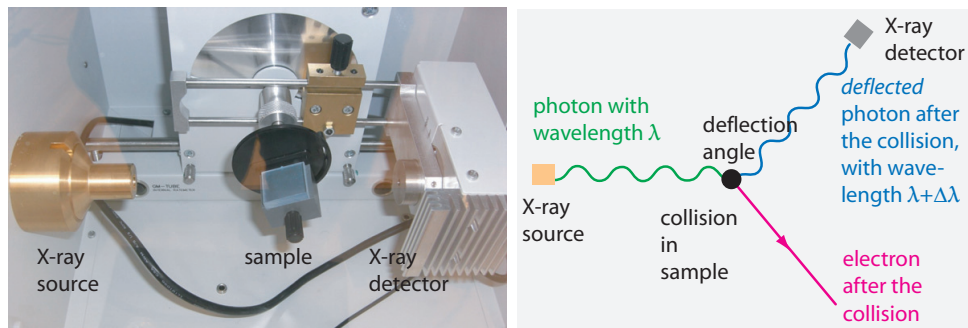 X-ray
source
sample
X-ray
detector
photon with
wavelength λ
X-ray
source
deflection
angle
collision
in
sample
X-ray
detector
deflected
photon after
the collision,
with wave-
length λ+Δλ
electron
after the
collision